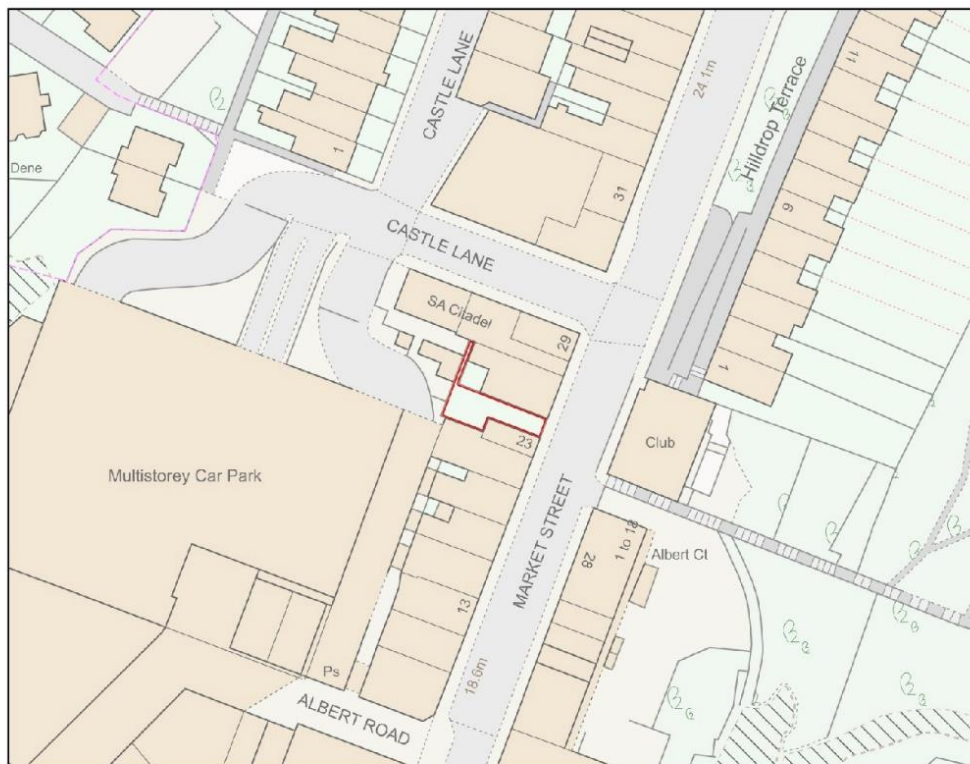 CASTLE LANE
24.1m
11
Hilldrop Terrace
1
Dene
9
31
CASTLE LANE
SA Citadel
29
1
23
Club
Multistorey Car Park
MARKET STREET
1 to 12
28
Albert Ct
13
Ps
18.6m
ALBERT ROAD